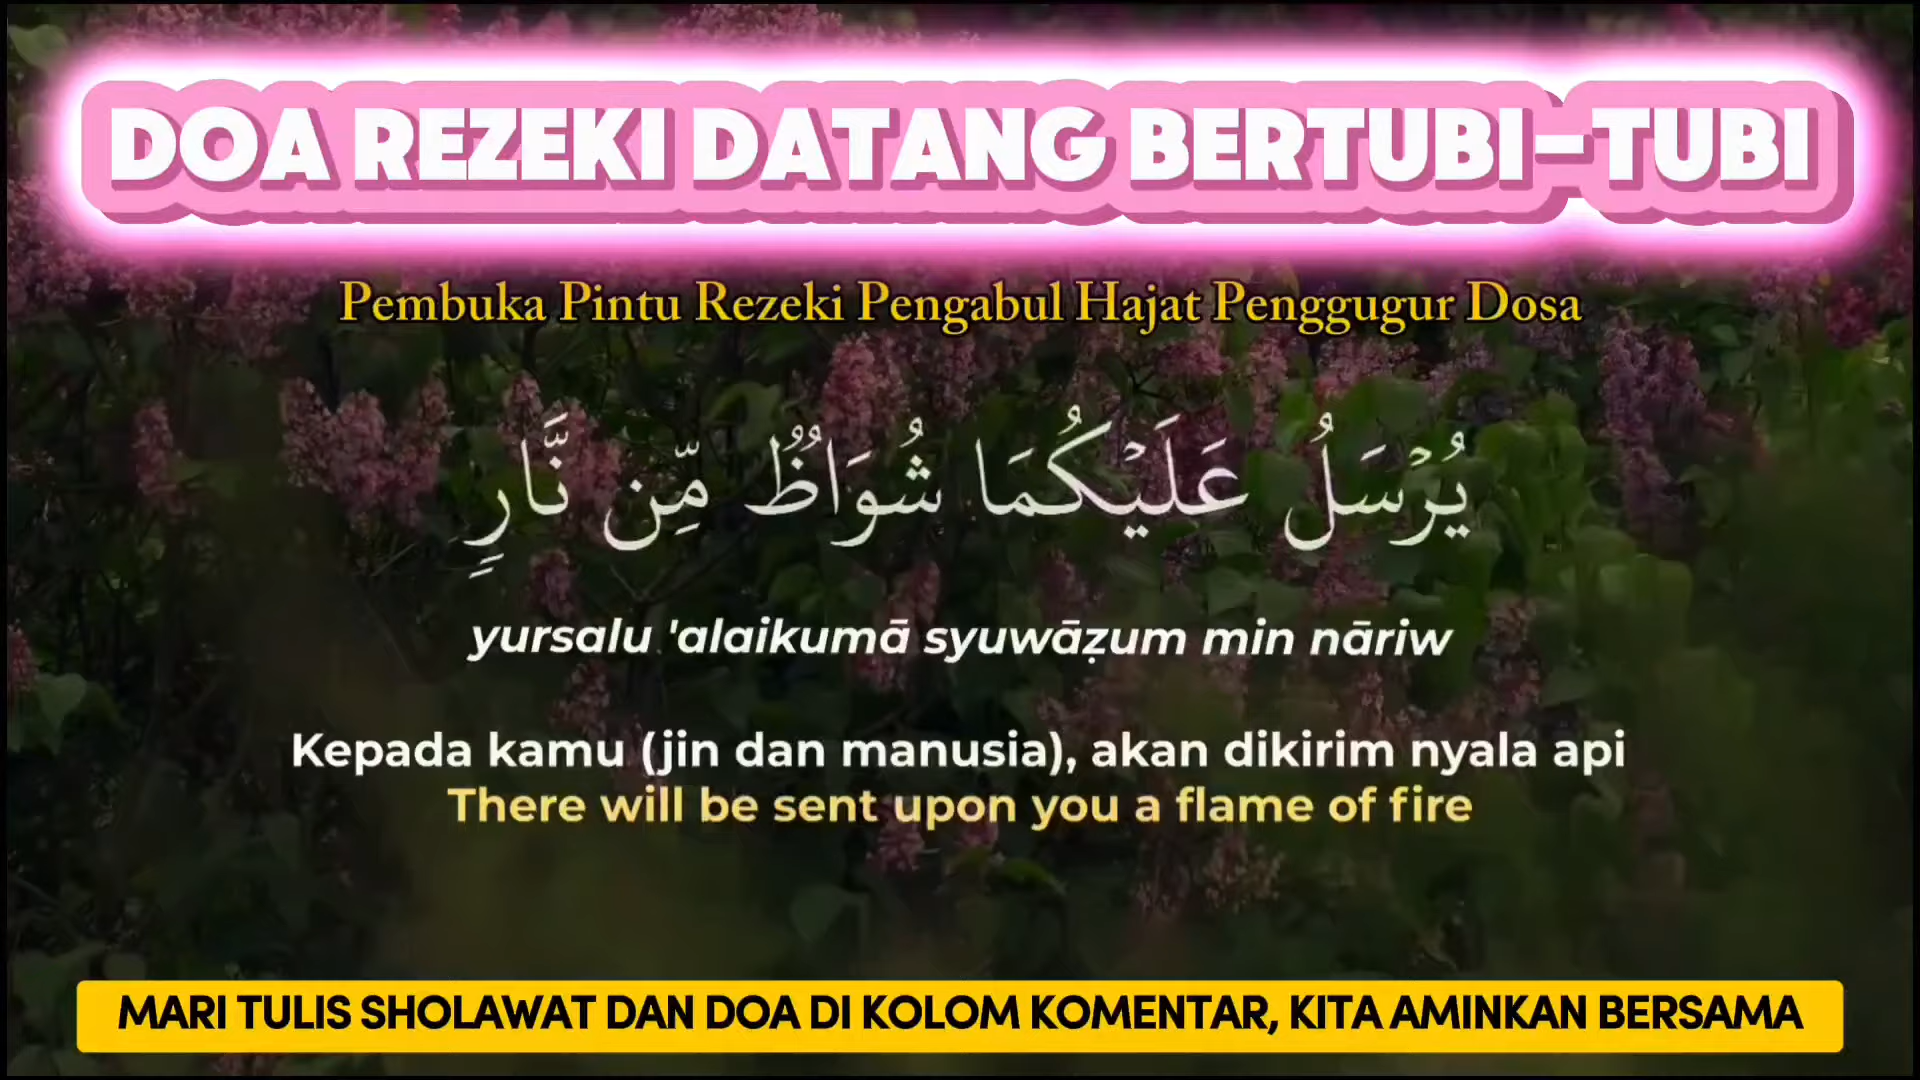 DOA REZEKI DATANG BERTUBI-TUBI
Pembuka Pintu Rezeki Pengabul Hajat Penggugur Dosa
يُرْسَلُ عَلَيْكُمَا شُوَاظٌ مِّن نَّارٍ
yursalu 'alaikumā syuwāẓum min nāriw
Kepada kamu (jin dan manusia), akan dikirim nyala api
There will be sent upon you a flame of fire
MARI TULIS SHOLAWAT DAN DOA DI KOLOM KOMENTAR, KITA AMINKAN BERSAMA